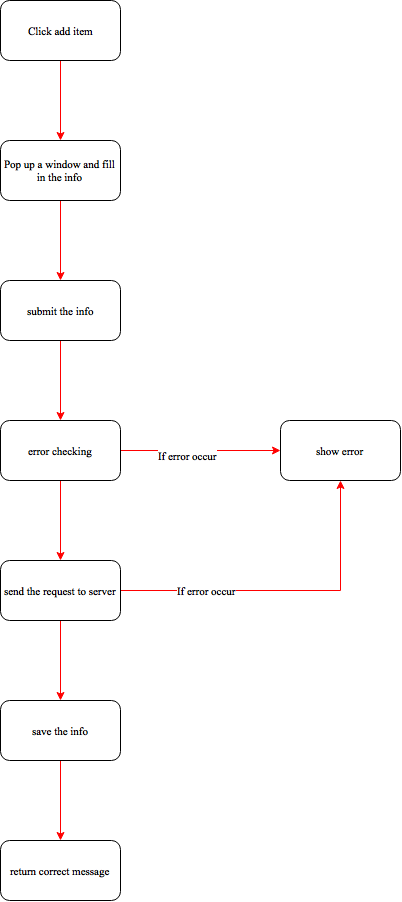 Click add item
Pop up a window and fill
in the info
submit the info
error checking
If error occur
show error
send the request to server
If error occur
save the info
return correct message